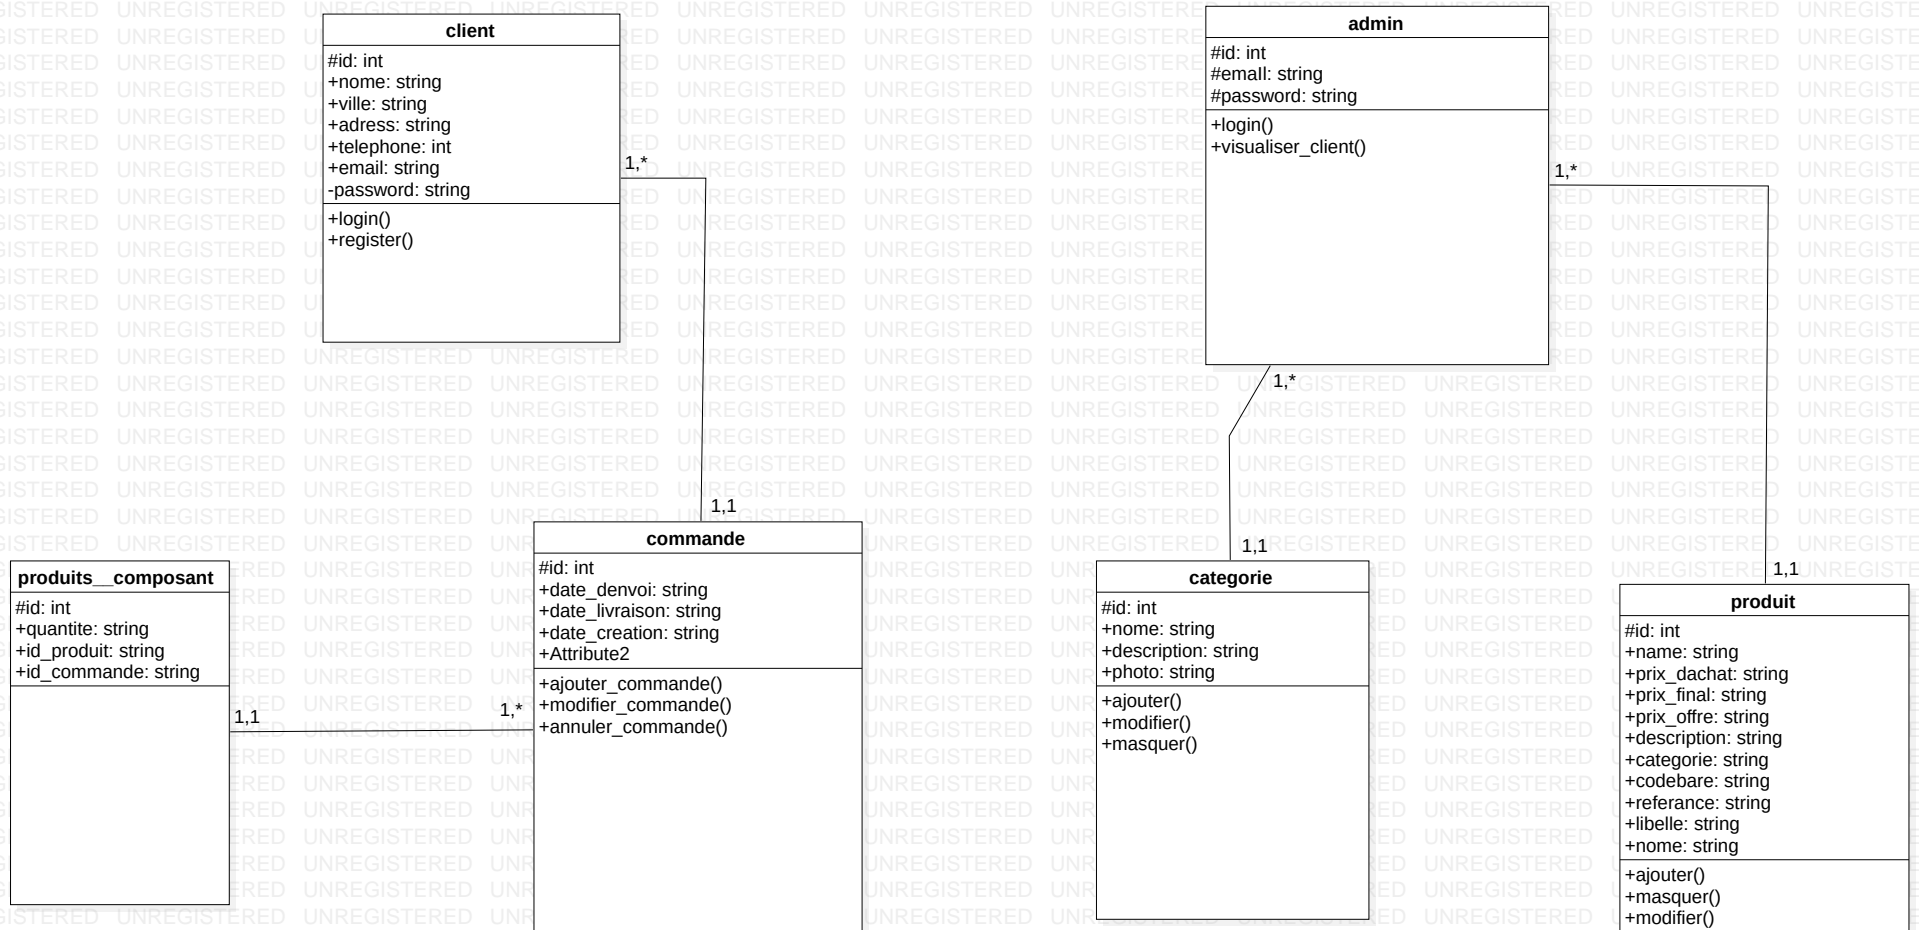 client
#id: int
+nome: string
+ville: string
+adress: string
+telephone: int
+email: string
-password: string
+login()
+register()
1,*
1,1
admin
#id: int
#emall: string
#password: string
+login()
+visualiser_client()
1,*
1,*
1,1
1,1
produits__composant
#id: int
+quantite: string
+id_produit: string
+id_commande: string
1,1
1,*
commande
#id: int
+date_denvoi: string
+date_livraison: string
+date_creation: string
+Attribute2
+ajouter_commande()
+modifier_commande()
+annuler_commande()
categorie
#id: int
+nome: string
+description: string
+photo: string
+ajouter()
+modifier()
+masquer()
produit
#id: int
+name: string
+prix_dachat: string
+prix_final: string
+prix_offre: string
+description: string
+categorie: string
+codebare: string
+referance: string
+libelle: string
+nome: string
+ajouter()
+masquer()
+modifier()
UNREGISTERED